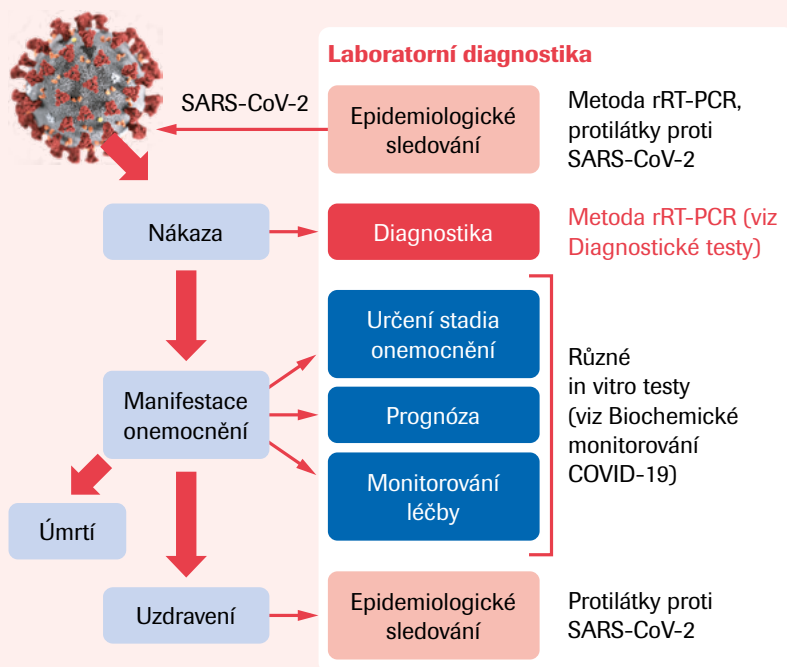 Laboratorní diagnostika
SARS-CoV-2
Epidemiologické
sledování
Metoda rRT-PCR,
protilátky proti
SARS-CoV-2
Nákaza
Diagnostika
Metoda rRT-PCR (viz
Diagnostické testy)
Určení stadia
onemocnění
Manifestace
onemocnění
Prognóza
Různé
in vitro testy
(viz Biochemické
monitorování
COVID-19)
Monitorování
léčby
Úmrtí
Uzdravení
Epidemiologické
sledování
Protilátky proti
SARS-CoV-2